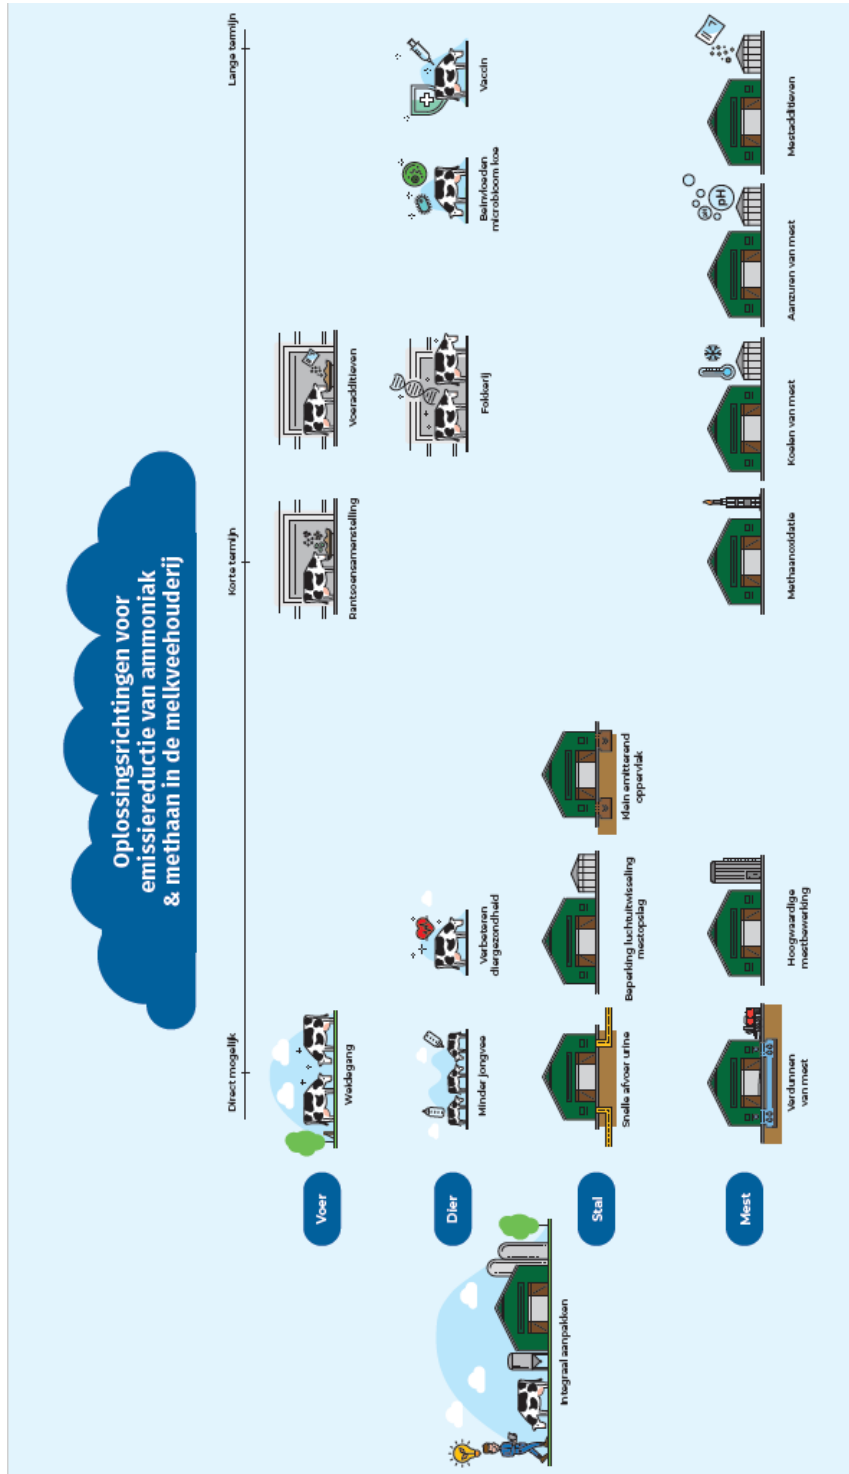 Oplossingsrichtingen voor
emissiereductie van ammoniak
& methaan in de melkveehouderij
Direct mogelijk
Korte termijn
Lange termijn
Integraal aanpakken
Voer
Weidegang
Rantsoensamenstelling
Voeradditieven
Dier
Minder jongvee
Verbeteren
diergezondheid
Fokkerij
Beïnvloeden
microbioom koe
Vaccin
Stal
Snelle afvoer urine
Beperking luchtuitwisseling
mestopslag
Klein emitterend
oppervlak
Mest
Verdunnen
van mest
Hoogwaardige
mestbewerking
Methaanoxidatie
Koelen van mest
Aanzuren van mest
pH
pH
Mestadditieven